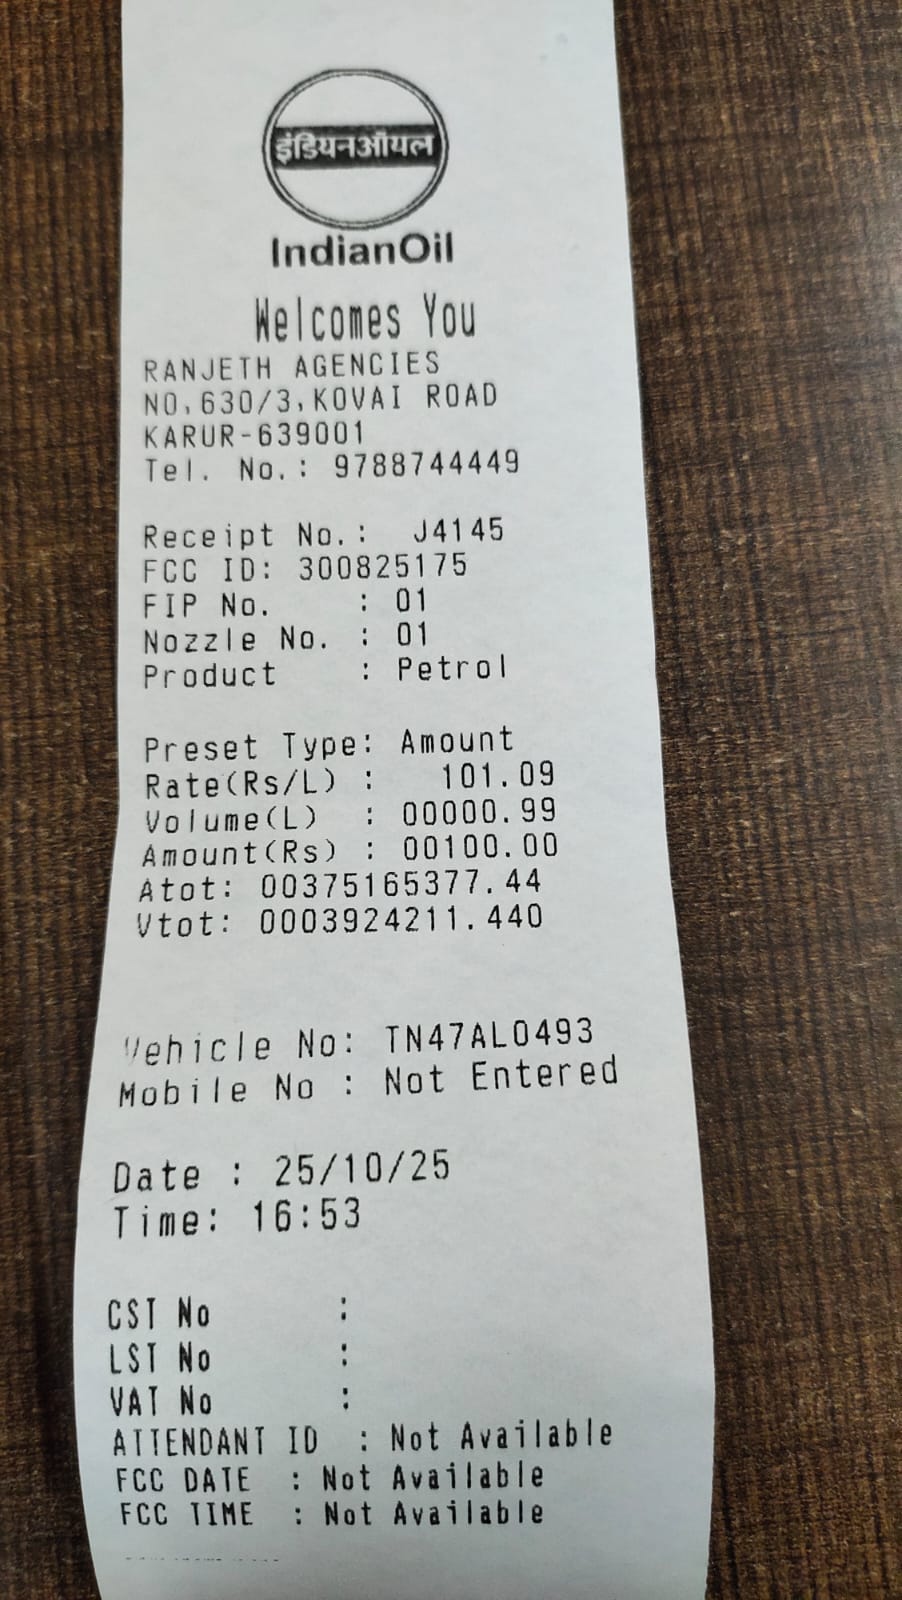 इंडियनऑयल
IndianOil
Welcomes You
RANJETH AGENCIES
NO,630/3,KOVAI ROAD
KARUR-639001
Tel. No.: 9788744449
Receipt No.: J4145
FCC ID: 300825175
FIP No. : 01
Nozzle No. : 01
Product : Petrol
Preset Type: Amount
Rate(Rs/L) : 101.09
Volume(L) : 00000.99
Amount(Rs) : 00100.00
Atot: 00375165377.44
Vtot: 0003924211.440
Vehicle No: TN47AL0493
Mobile No : Not Entered
Date : 25/10/25
Time: 16:53
CST No :
LST No :
VAT No :
ATTENDANT ID : Not Available
FCC DATE : Not Available
FCC TIME : Not Available